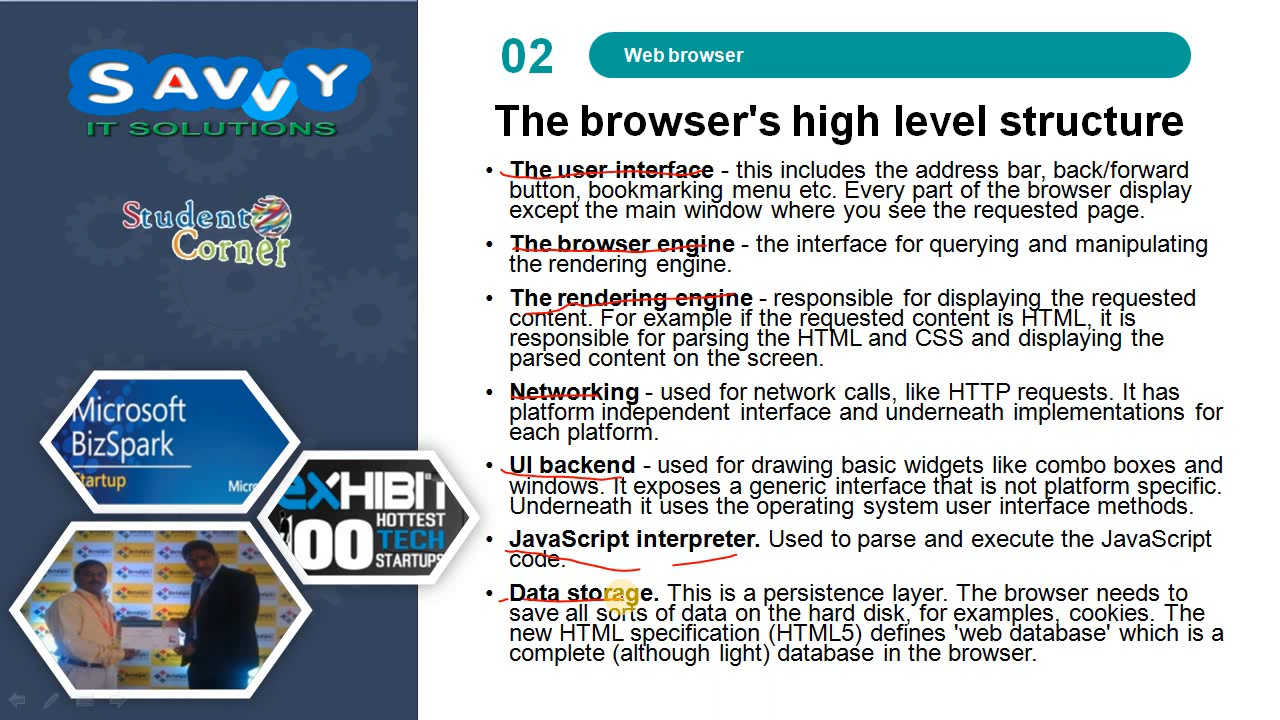 SAVVY
IT SOLUTIONS
Student
Corner
Microsoft
BizSpark
Startup
Micr
eXHIBIT
100 HOTTEST
TECH
STARTUPS
02
Web browser
The browser's high level structure
• The user interface - this includes the address bar, back/forward
button, bookmarking menu etc. Every part of the browser display
except the main window where you see the requested page.
• The browser engine - the interface for querying and manipulating
the rendering engine.
• The rendering engine - responsible for displaying the requested
content. For example if the requested content is HTML, it is
responsible for parsing the HTML and CSS and displaying the
parsed content on the screen.
• Networking - used for network calls, like HTTP requests. It has
platform independent interface and underneath implementations for
each platform.
• UI backend - used for drawing basic widgets like combo boxes and
windows. It exposes a generic interface that is not platform specific.
Underneath it uses the operating system user interface methods.
• JavaScript interpreter. Used to parse and execute the JavaScript
code.
• Data storage. This is a persistence layer. The browser needs to
save all sorts of data on the hard disk, for examples, cookies. The
new HTML specification (HTML5) defines 'web database' which is a
complete (although light) database in the browser.